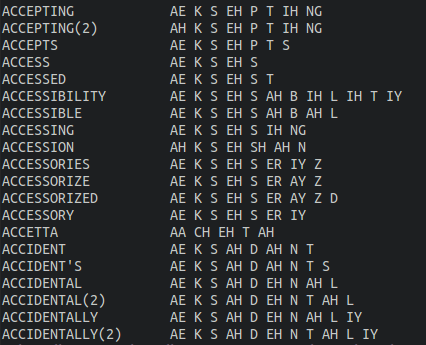 ACCEPTING AE K S EH P T IH NG
ACCEPTING(2) AH K S EH P T IH NG
ACCEPTS AE K S EH P T S
ACCESS AE K S EH S
ACCESSED AE K S EH S T
ACCESSIBILITY AE K S EH S AH B IH L IH T IY
ACCESSIBLE AE K S EH S AH B AH L
ACCESSING AE K S EH S IH NG
ACCESSION AH K S EH SH AH N
ACCESSORIES AE K S EH S ER IY Z
ACCESSORIZE AE K S EH S ER AY Z
ACCESSORIZED AE K S EH S ER AY Z D
ACCESSORY AE K S EH S ER IY
ACCETTA AA CH EH T AH
ACCIDENT AE K S AH D AH N T
ACCIDENT'S AE K S AH D AH N T S
ACCIDENTAL AE K S AH D EH N AH L
ACCIDENTAL(2) AE K S AH D EH N T AH L
ACCIDENTALLY AE K S AH D EH N AH L IY
ACCIDENTALLY(2) AE K S AH D EH N T AH L IY